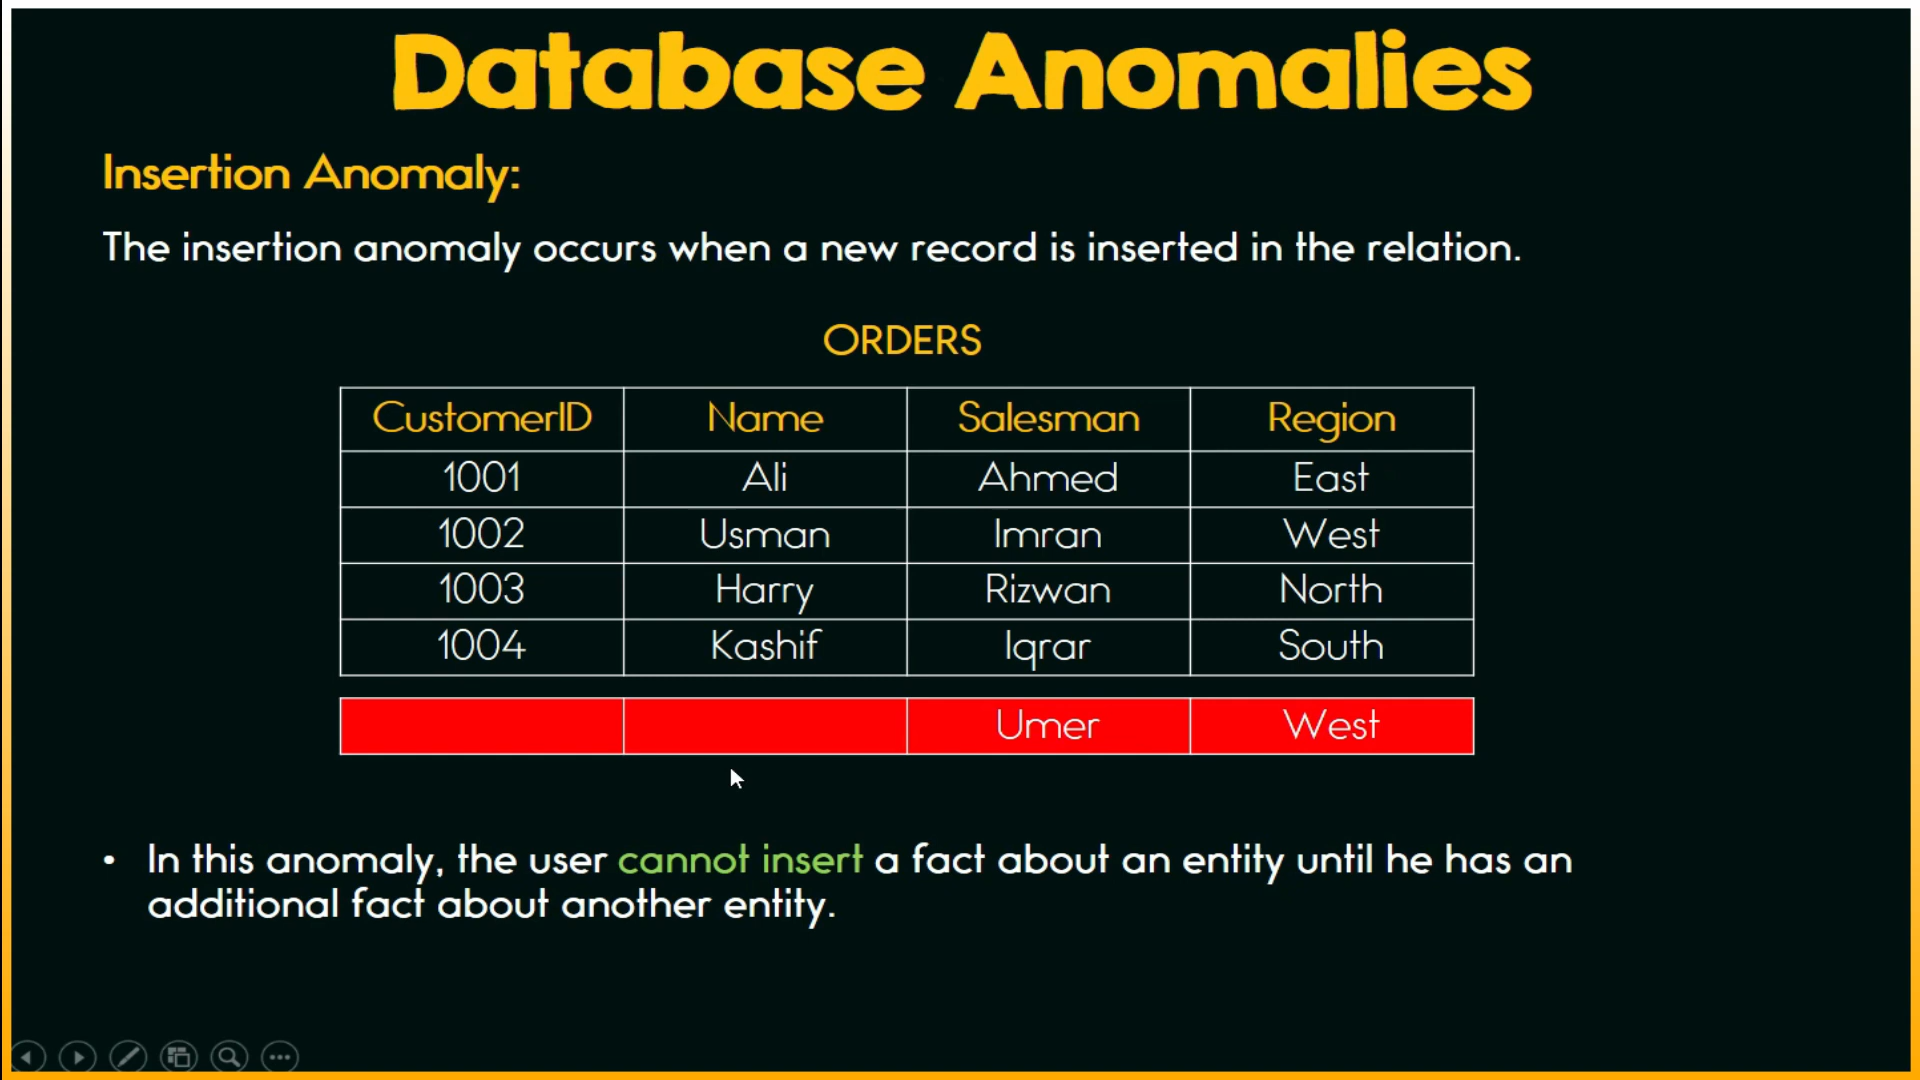 Database Anomalies
Insertion Anomaly:
The insertion anomaly occurs when a new record is inserted in the relation.
ORDERS
CustomerID Name Salesman Region
1001 Ali Ahmed East
1002 Usman Imran West
1003 Harry Rizwan North
1004 Kashif Iqrar South
Umer West
• In this anomaly, the user cannot insert a fact about an entity until he has an
additional fact about another entity.